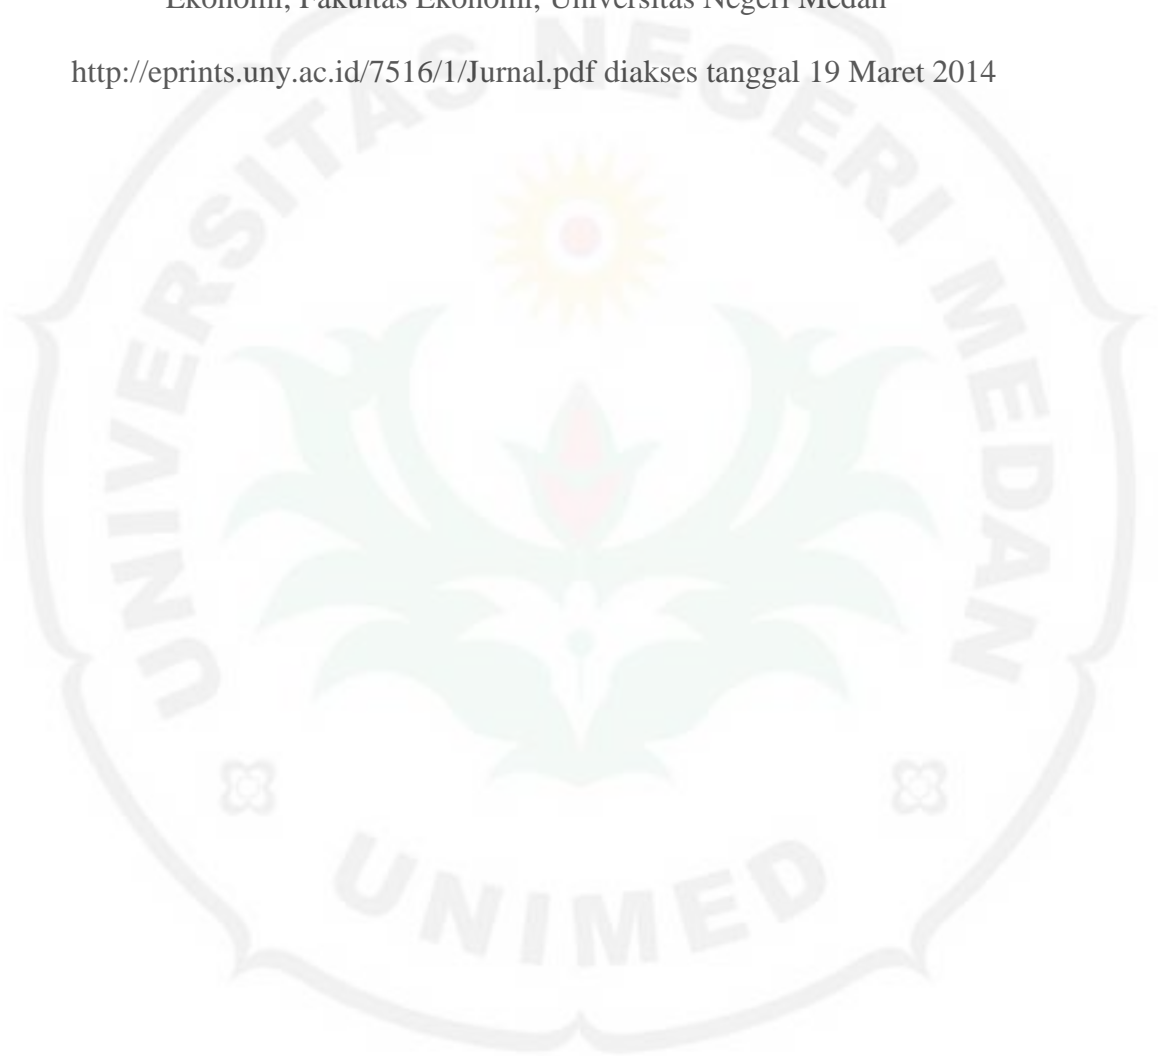 Ekonomi, Fakultas Ekonomi, Universitas Negeri Medan
http://eprints.uny.ac.id/7516/1/Jurnal.pdf diakses tanggal 19 Maret 2014
UNIVERSITAS NEGERI MEDAN
UNIMED